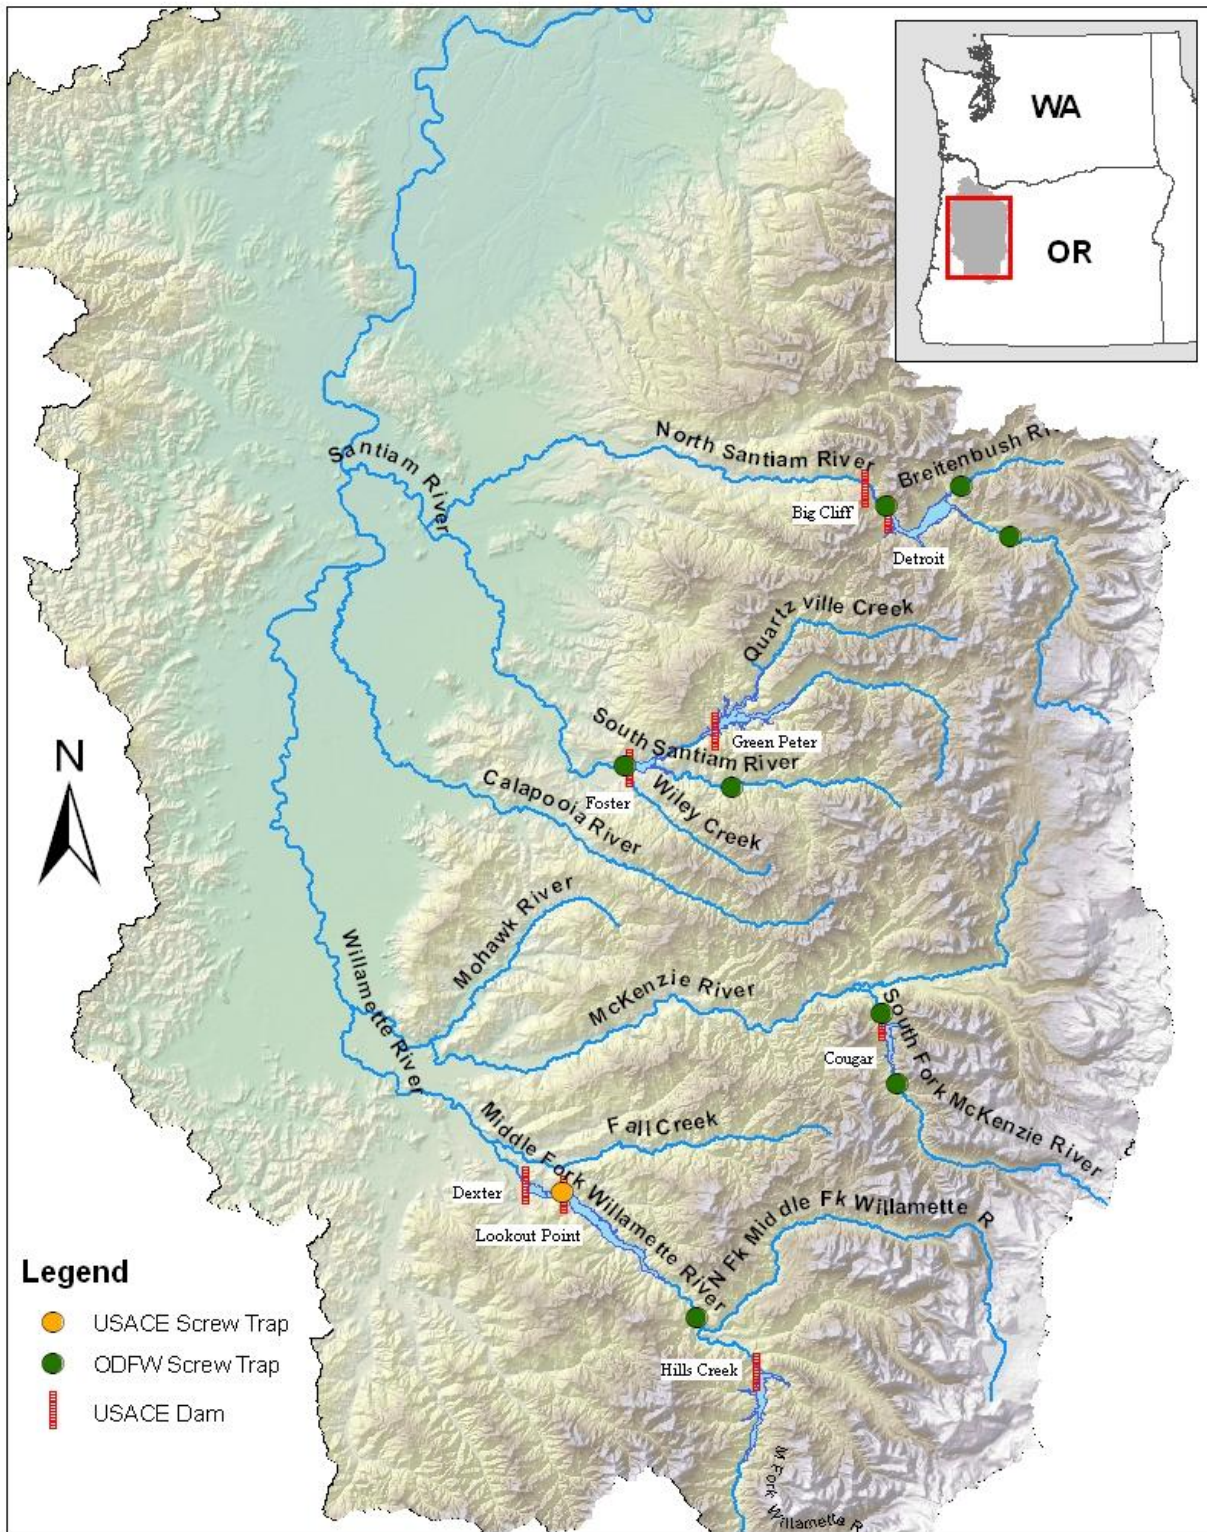 WA
OR
North Santiam River
Breitenbush Ri
Santiam River
Big Cliff
Detroit
Quartzville Creek
N
South Santiam River
Green Peter
Foster
Wiley Creek
Calapooia River
Mohawk River
Willamette River
McKenzie River
South Fork McKenzie River
Cougar
Middle Fork Willamette River
Fall Creek
Dexter
Lookout Point
N Fk Middle Fk Willamette R
Hills Creek
M Fork Willamette R
Legend
USACE Screw Trap
ODFW Screw Trap
USACE Dam